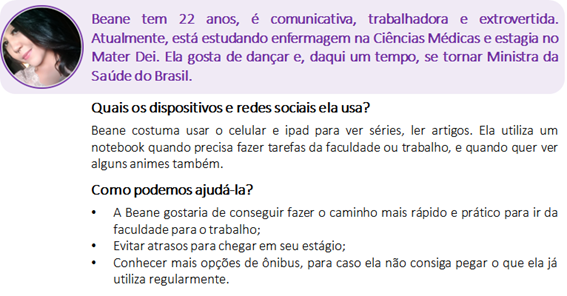 Beane tem 22 anos, é comunicativa, trabalhadora e extrovertida.
Atualmente, está estudando enfermagem na Ciências Médicas e estagia no
Mater Dei. Ela gosta de dançar e, daqui um tempo, se tornar Ministra da
Saúde do Brasil.
Quais os dispositivos e redes sociais ela usa?
Beane costuma usar o celular e ipad para ver séries, ler artigos. Ela utiliza um
notebook quando precisa fazer tarefas da faculdade ou trabalho, e quando quer ver
alguns animes também.
Como podemos ajudá-la?
• A Beane gostaria de conseguir fazer o caminho mais rápido e prático para ir da
faculdade para o trabalho;
• Evitar atrasos para chegar em seu estágio;
• Conhecer mais opções de ônibus, para caso ela não consiga pegar o que ela já
utiliza regularmente.